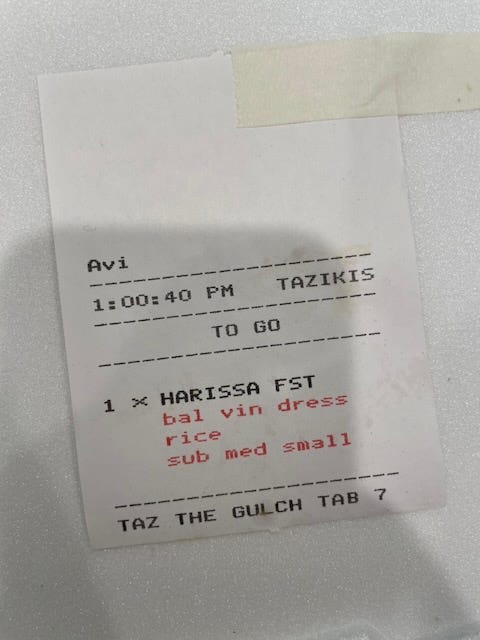 Avi
1:00:40 PM TAZIKIS
TO GO
1 × HARISSA FST
bal vin dress
rice
sub med small
TAZ THE GULCH TAB 7